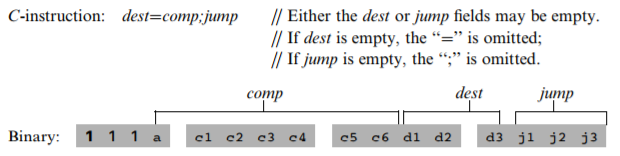 C-instruction: dest=comp;jump // Either the dest or jump fields may be empty.
// If dest is empty, the “=” is omitted;
// If jump is empty, the “;” is omitted.
comp dest jump
Binary: 1 1 1 a c1 c2 c3 c4 c5 c6 d1 d2 d3 j1 j2 j3